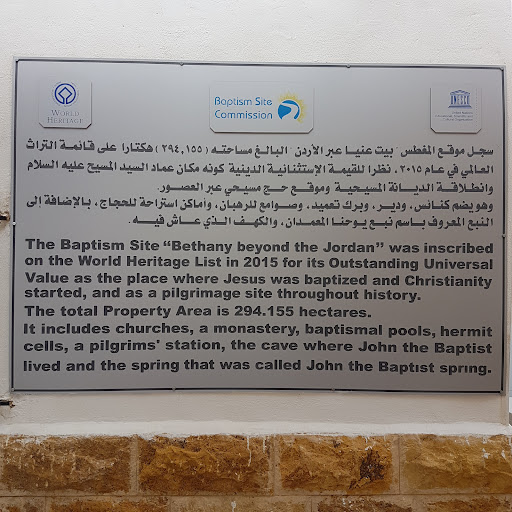 WORLD
HERITAGE
Baptism Site
Commission
UNESCO
سجل موقع المغطس "بيت عنيا عبر الأردن" البالغ مساحته (٢٩٤,١٥٥) هكتارا على قائمة التراث
العالمي في عام ٢٠١٥، نظرا للقيمة الإستثنائية الدينية كونه مكان عماد السيد المسيح عليه السلام
وانطلاقة الديانة المسيحية وموقع حج مسيحي عبر العصور.
وهو يضم كنائس، ودير، وبرك تعميد، وصوامع للرهبان، وأماكن استراحة للحجاج، بالإضافة إلى
النبع المعروف باسم نبع يوحنا المعمدان، والكهف الذي عاش فيه.
The Baptism Site "Bethany beyond the Jordan" was inscribed
on the World Heritage List in 2015 for its Outstanding Universal
Value as the place where Jesus was baptized and Christianity
started, and as a pilgrimage site throughout history.
The total Property Area is 294.155 hectares.
It includes churches, a monastery, baptismal pools, hermit
cells, a pilgrims' station, the cave where John the Baptist
lived and the spring that was called John the Baptist spring.